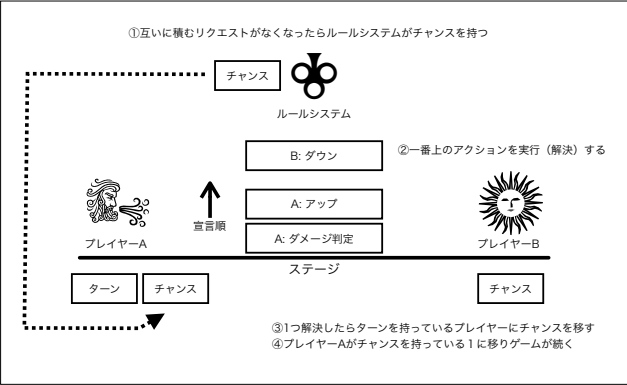 ①互いに積むリクエストがなくなったらルールシステムがチャンスを持つ
チャンス
ルールシステム
B: ダウン
②一番上のアクションを実行（解決）する
A: アップ
宣言順
A: ダメージ判定
プレイヤーA
プレイヤーB
ステージ
ターン
チャンス
チャンス
③1つ解決したらターンを持っているプレイヤーにチャンスを移す
④プレイヤーAがチャンスを持っている１に移りゲームが続く